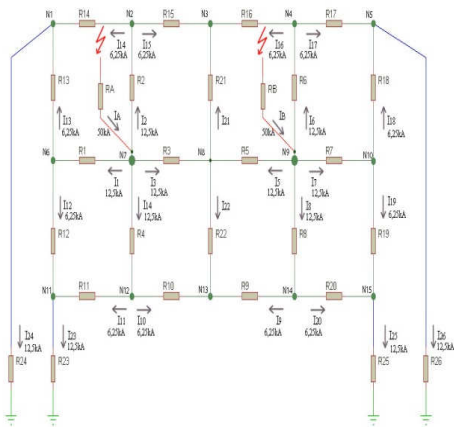 N1 R14 N2 R15 N3 R16 N4 R17 N5
I14 6,25kA
I15 6,25kA
I16 6,25kA
I17 6,25kA
R13 RA R2 R21 RB R6 R18
I13 6,25kA
50kA
IA
I2 12,5kA
I21
50kA
IB
I6 12,5kA
I18 6,25kA
N6 R1 N7 R3 N8 R5 N9 R7 N10
I1 12,5kA
I3 12,5kA
I5 12,5kA
I7 12,5kA
I12 6,25kA
I14 12,5kA
I22
I8 12,5kA
I19 6,25kA
R12 R4 R22 R8 R19
N11 R11 N12 R10 N13 R9 N14 R20 N15
I11 6,25kA
I10 6,25kA
I9 6,25kA
I20 6,25kA
I24 12,5kA
I23 12,5kA
I25 12,5kA
I26 12,5kA
R24 R23 R25 R26